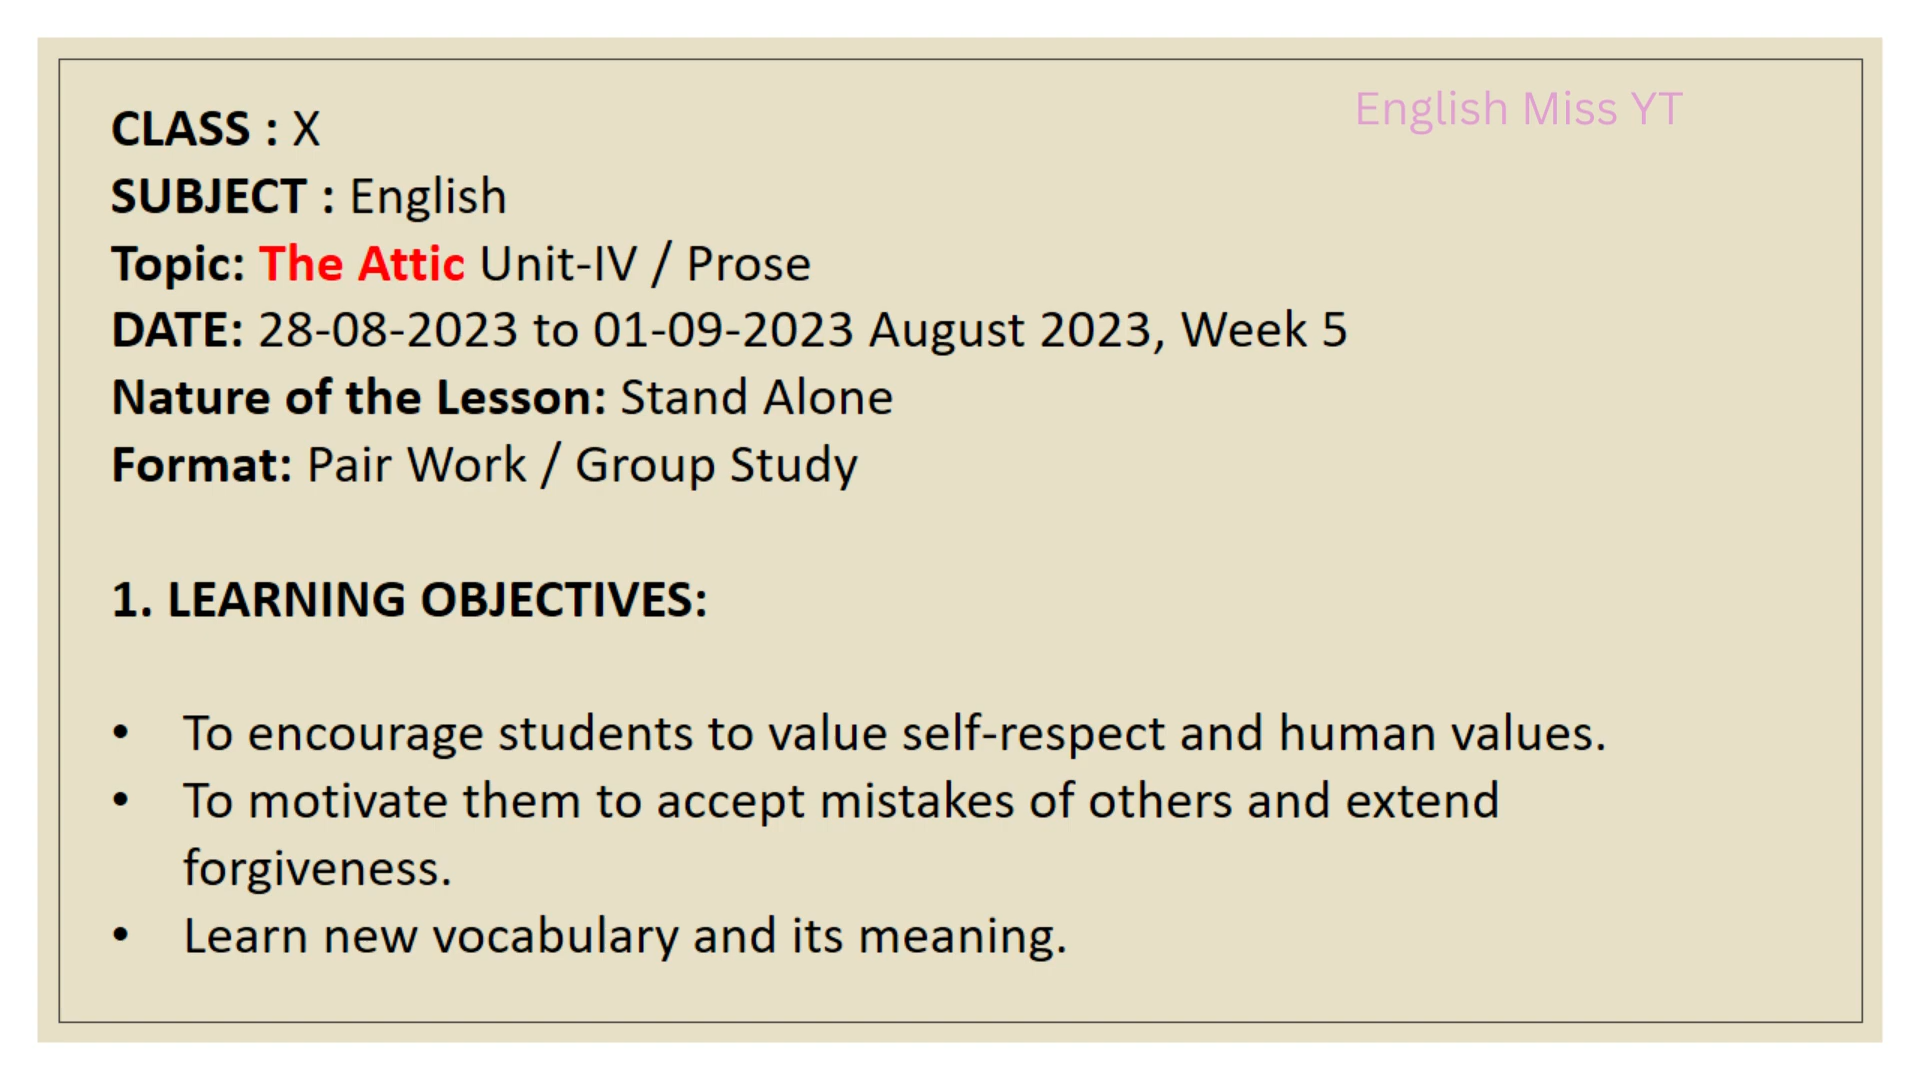 English Miss YT
CLASS : X
SUBJECT : English
Topic: The Attic Unit-IV / Prose
DATE: 28-08-2023 to 01-09-2023 August 2023, Week 5
Nature of the Lesson: Stand Alone
Format: Pair Work / Group Study
1. LEARNING OBJECTIVES:
• To encourage students to value self-respect and human values.
• To motivate them to accept mistakes of others and extend
forgiveness.
• Learn new vocabulary and its meaning.